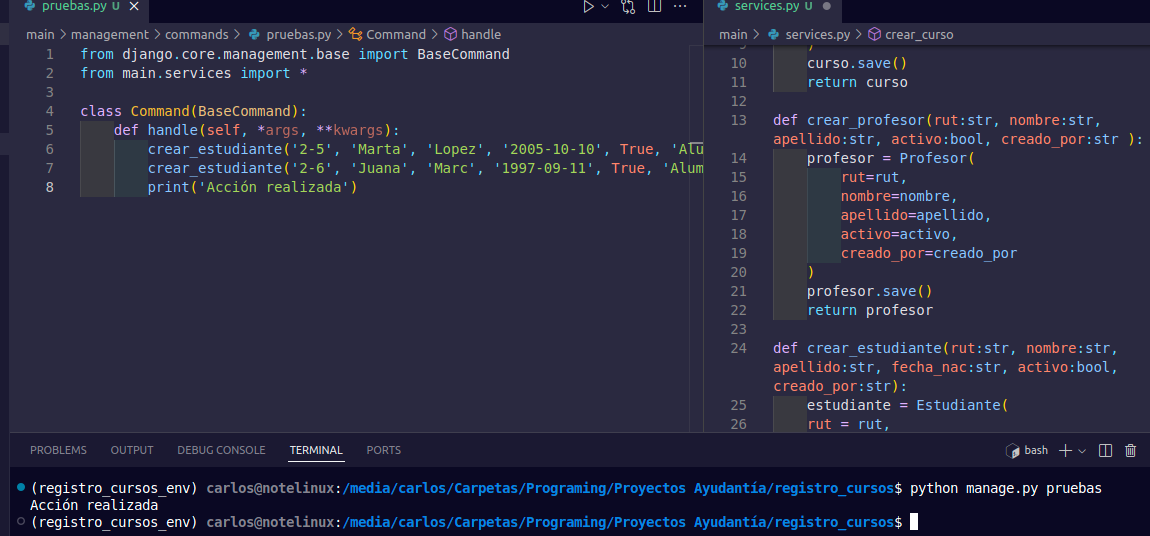 pruebas.py U
main > management > commands > pruebas.py > Command > handle
1 from django.core.management.base import BaseCommand
2 from main.services import *
3
4 class Command(BaseCommand):
5 def handle(self, *args, **kwargs):
6 crear_estudiante('2-5', 'Marta', 'Lopez', '2005-10-10', True, 'Alu
7 crear_estudiante('2-6', 'Juana', 'Marc', '1997-09-11', True, 'Alum
8 print('Acción realizada')
services.py U
main > services.py > crear_curso
9 )
10 curso.save()
11 return curso
12
13 def crear_profesor(rut:str, nombre:str,
apellido:str, activo:bool, creado_por:str ):
14 profesor = Profesor(
15 rut=rut,
16 nombre=nombre,
17 apellido=apellido,
18 activo=activo,
19 creado_por=creado_por
20 )
21 profesor.save()
22 return profesor
23
24 def crear_estudiante(rut:str, nombre:str,
apellido:str, fecha_nac:str, activo:bool,
creado_por:str):
25 estudiante = Estudiante(
26 rut = rut,
PROBLEMS OUTPUT DEBUG CONSOLE TERMINAL PORTS
bash
(registro_cursos_env) carlos@notelinux:/media/carlos/Carpetas/Programing/Proyectos Ayudantía/registro_cursos$ python manage.py pruebas
Acción realizada
(registro_cursos_env) carlos@notelinux:/media/carlos/Carpetas/Programing/Proyectos Ayudantía/registro_cursos$